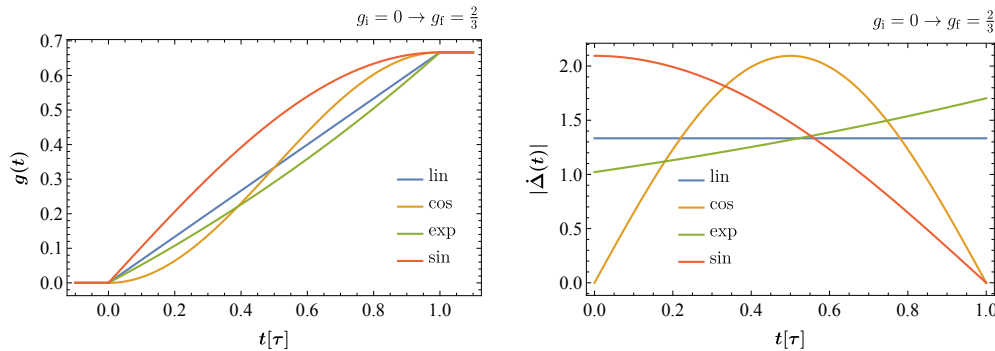 g_i = 0 → g_f = 2/3
0.7
0.6
0.5
0.4
0.3
0.2
0.1
0.0
g(t)
lin
cos
exp
sin
0.0 0.2 0.4 0.6 0.8 1.0
t[τ]
g_i = 0 → g_f = 2/3
2.0
1.5
1.0
0.5
0.0
|Δ̇(t)|
lin
cos
exp
sin
0.0 0.2 0.4 0.6 0.8 1.0
t[τ]